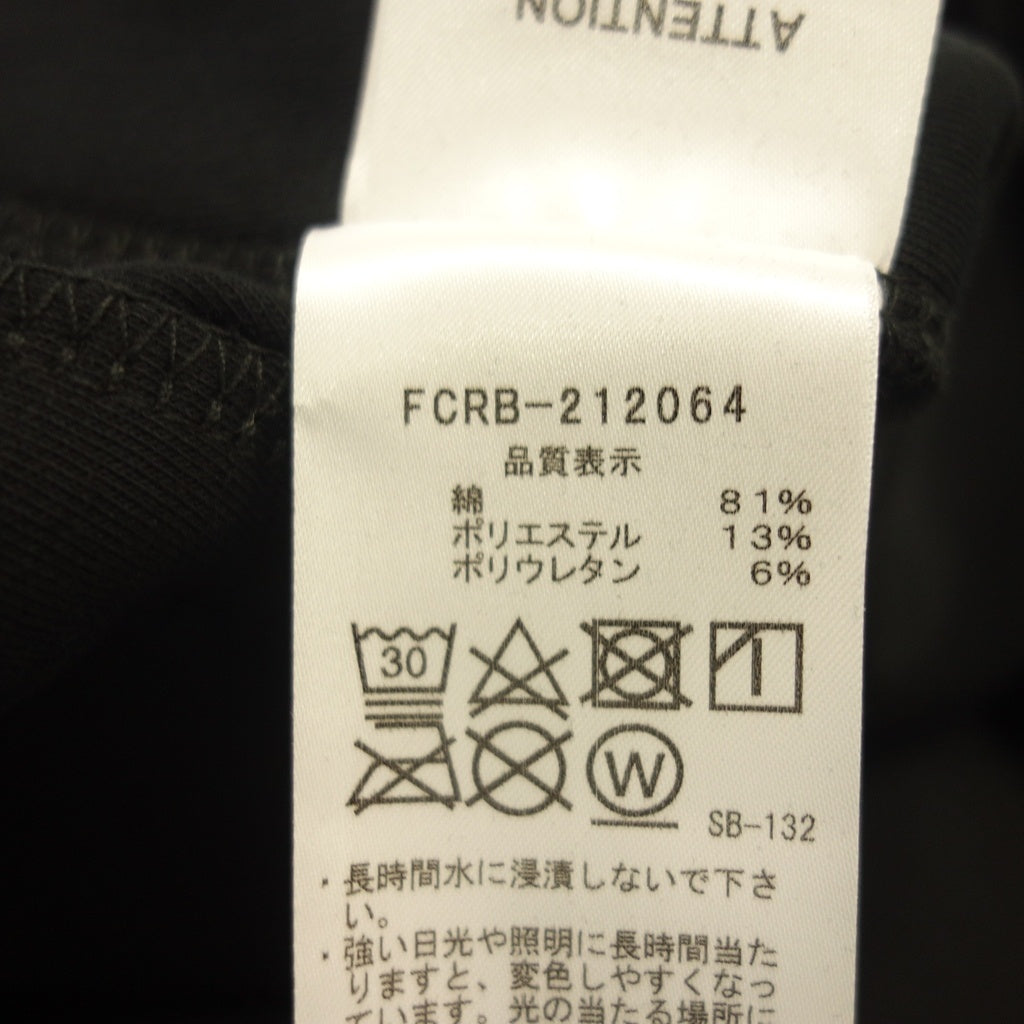 ATTENTION
FCRB-212064
品質表示
綿 81%
ポリエステル 13%
ポリウレタン 6%
30
W
SB-132
・長時間水に浸漬しないで下さ
い。
・強い日光や照明に長時間当た
りますと、変色しやすくなっ
ています。光の当たる場所に